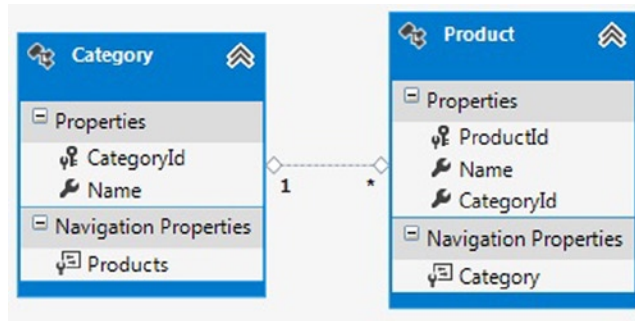 Category
Properties
CategoryId
Name
Navigation Properties
Products
1
*
Product
Properties
ProductId
Name
CategoryId
Navigation Properties
Category